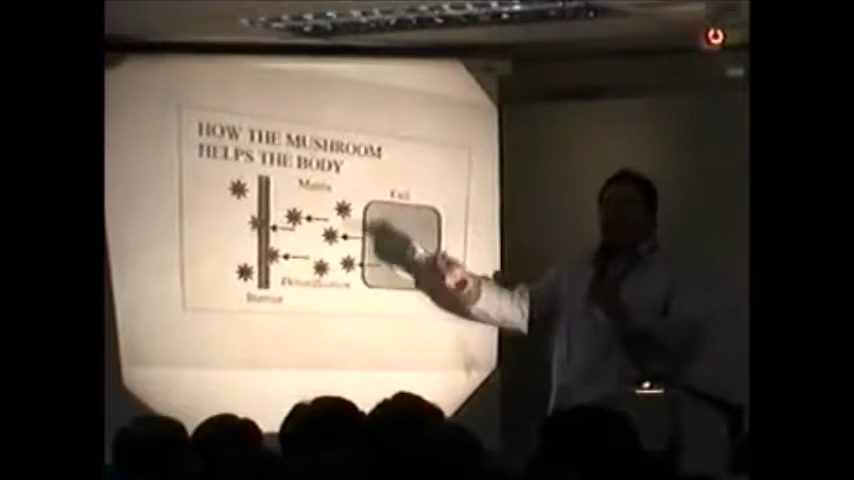 HOW THE MUSHROOM
HELPS THE BODY
Matrix
Cell
Detoxification
Barrier